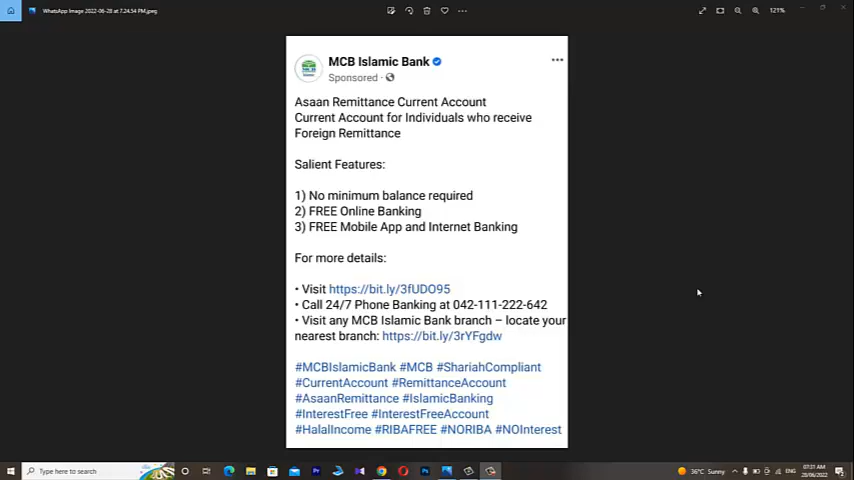 WhatsApp Image 2022-06-28 at 7.24.54 PM.jpeg
121%
MCB Islamic Bank
Sponsored ·
Asaan Remittance Current Account
Current Account for Individuals who receive
Foreign Remittance
Salient Features:
1) No minimum balance required
2) FREE Online Banking
3) FREE Mobile App and Internet Banking
For more details:
• Visit https://bit.ly/3fUDO95
• Call 24/7 Phone Banking at 042-111-222-642
• Visit any MCB Islamic Bank branch – locate your
nearest branch: https://bit.ly/3rYFgdw
#MCBIslamicBank #MCB #ShariahCompliant
#CurrentAccount #RemittanceAccount
#AsaanRemittance #IslamicBanking
#InterestFree #InterestFreeAccount
#HalalIncome #RIBAFREE #NORIBA #NOInterest
Type here to search
36°C Sunny
ENG
07:31 AM
28/06/2022